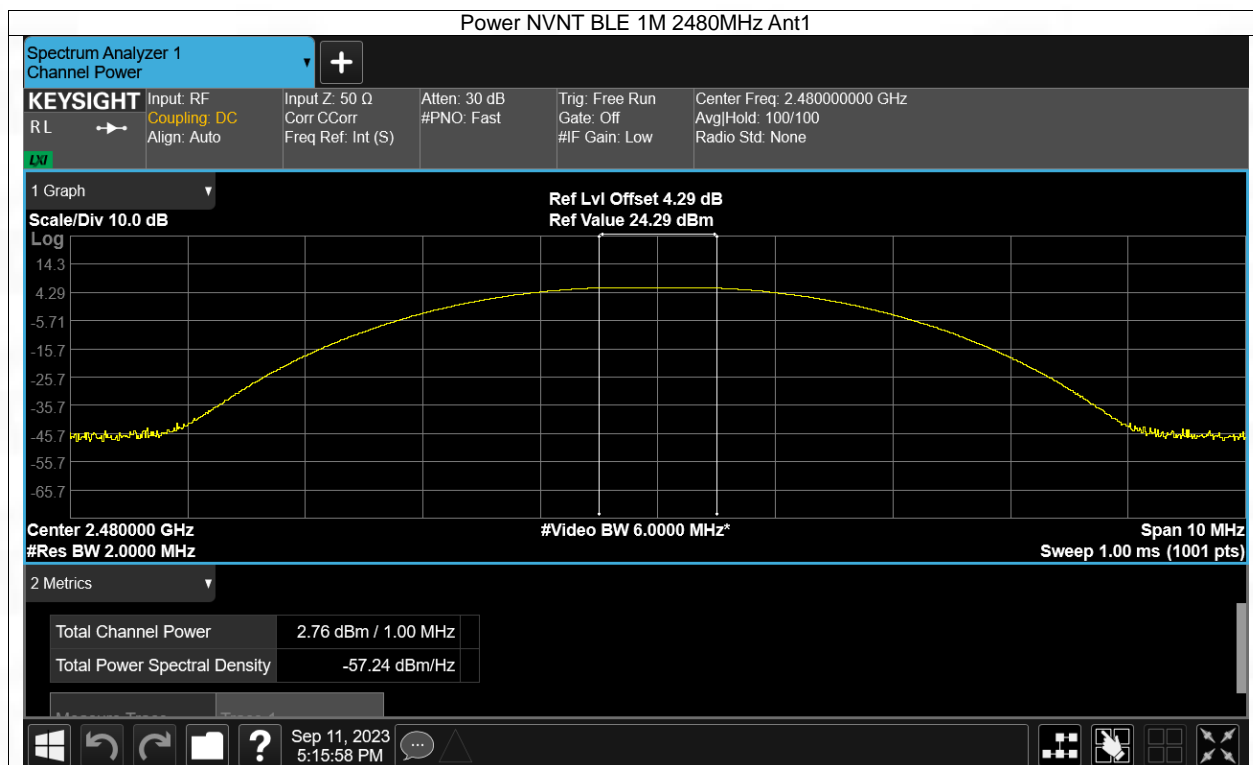 Power NVNT BLE 1M 2480MHz Ant1
Spectrum Analyzer 1
Channel Power
KEYSIGHT
RL
LXI
Input: RF
Coupling: DC
Align: Auto
Input Z: 50 Ω
Corr CCorr
Freq Ref: Int (S)
Atten: 30 dB
#PNO: Fast
Trig: Free Run
Gate: Off
#IF Gain: Low
Center Freq: 2.480000000 GHz
Avg|Hold: 100/100
Radio Std: None
1 Graph
Scale/Div 10.0 dB
Ref Lvl Offset 4.29 dB
Ref Value 24.29 dBm
Log
14.3
4.29
-5.71
-15.7
-25.7
-35.7
-45.7
-55.7
-65.7
Center 2.480000 GHz
#Res BW 2.0000 MHz
#Video BW 6.0000 MHz*
Span 10 MHz
Sweep 1.00 ms (1001 pts)
2 Metrics
Total Channel Power 2.76 dBm / 1.00 MHz
Total Power Spectral Density -57.24 dBm/Hz
?
Sep 11, 2023
5:15:58 PM